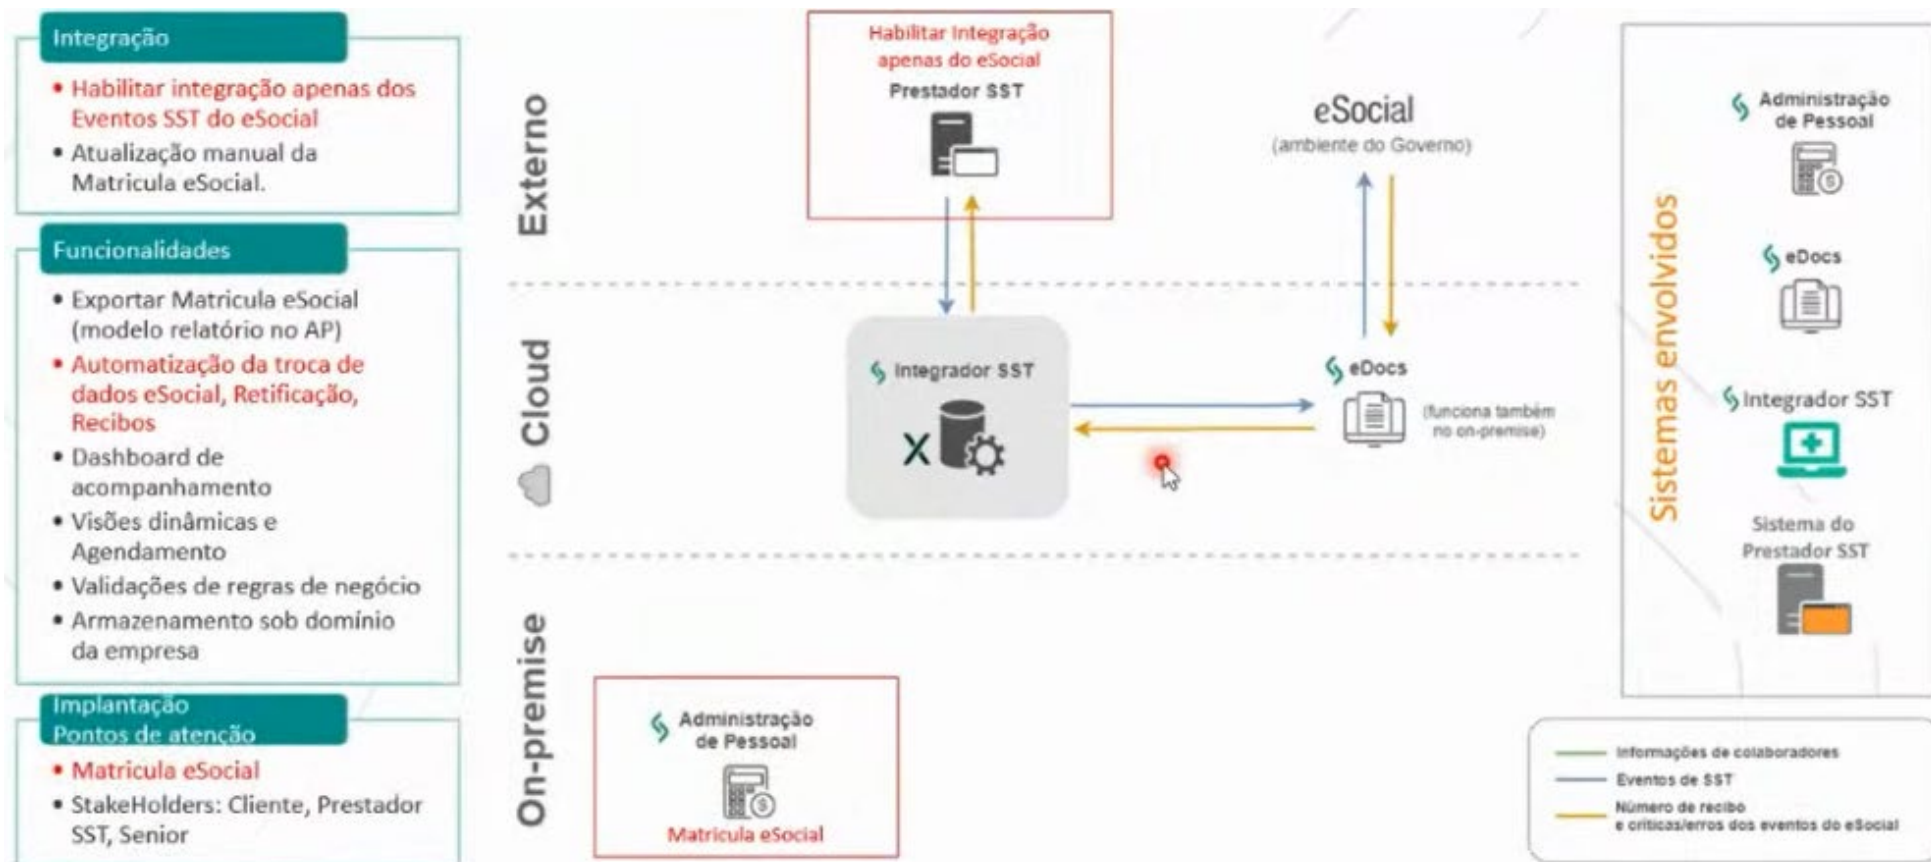 Integração
• Habilitar integração apenas dos
Eventos SST do eSocial
• Atualização manual da
Matricula eSocial.
Funcionalidades
• Exportar Matricula eSocial
(modelo relatório no AP)
• Automatização da troca de
dados eSocial, Retificação,
Recibos
• Dashboard de
acompanhamento
• Visões dinâmicas e
Agendamento
• Validações de regras de negócio
• Armazenamento sob domínio
da empresa
Implantação
Pontos de atenção
• Matricula eSocial
• StakeHolders: Cliente, Prestador
SST, Senior
Externo
Habilitar Integração
apenas do eSocial
Prestador SST
eSocial
(ambiente do Governo)
Cloud
Integrador SST
X
eDocs
(funciona também
no on-premise)
On-premise
Administração
de Pessoal
Matricula eSocial
Sistemas envolvidos
Administração
de Pessoal
eDocs
Integrador SST
Sistema do
Prestador SST
Informações de colaboradores
Eventos de SST
Número de recibo
e críticas/erros dos eventos do eSocial